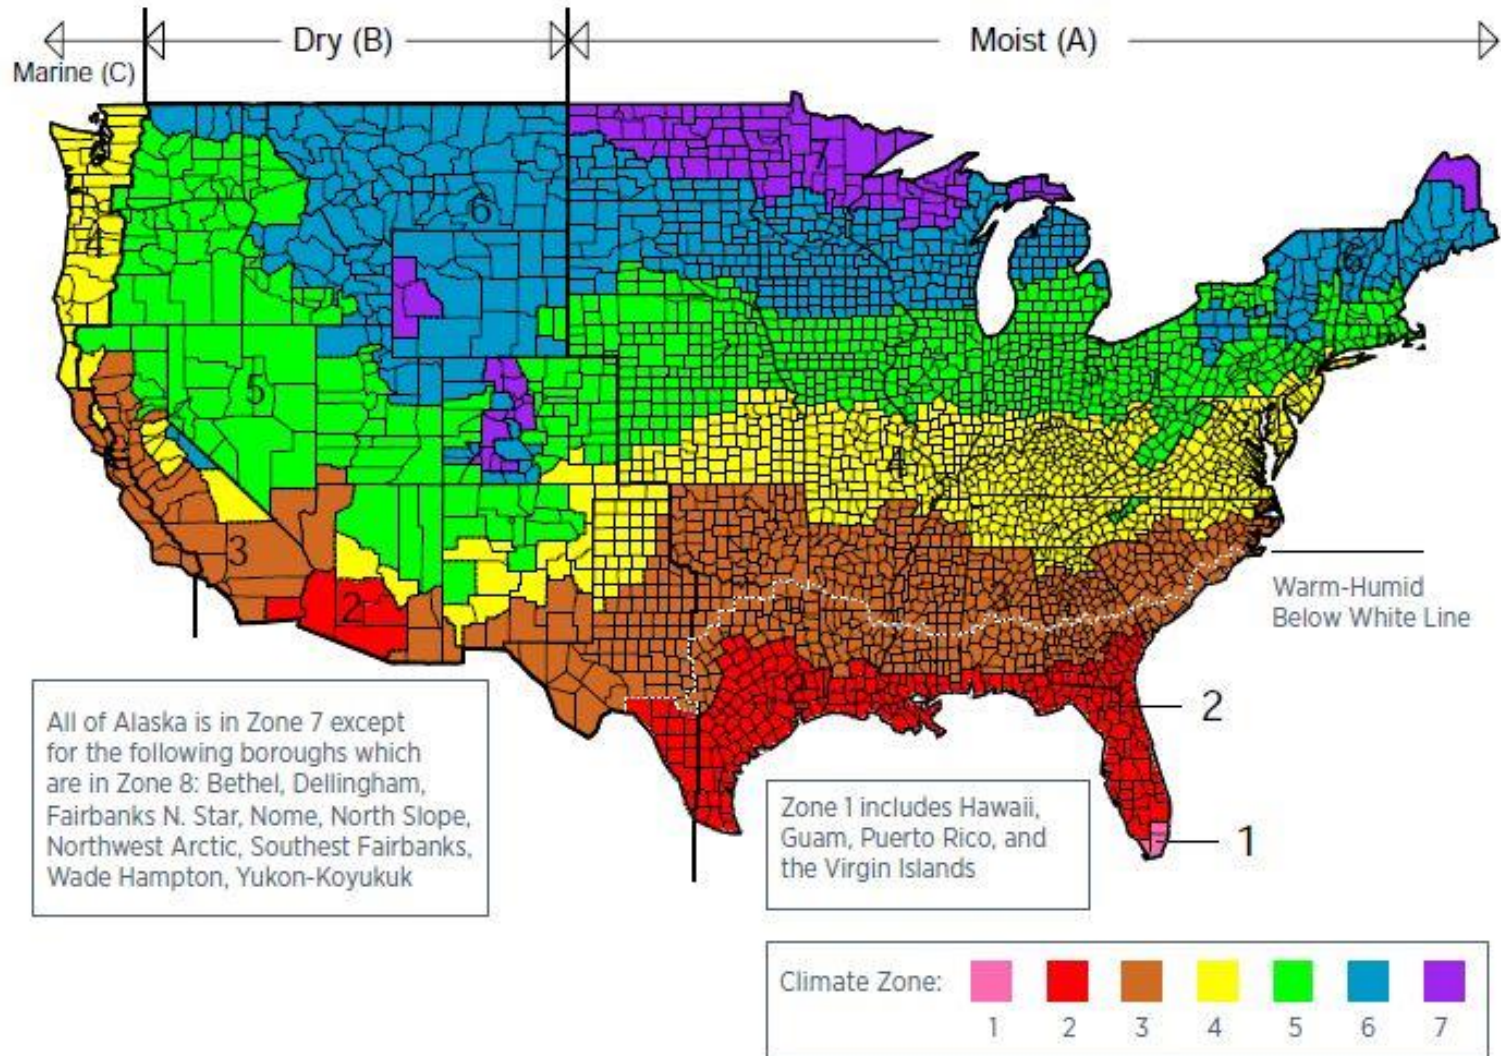 Dry (B)
Moist (A)
Marine (C)
6
4
6
5
5
4
3
2
Warm-Humid
Below White Line
2
1
All of Alaska is in Zone 7 except
for the following boroughs which
are in Zone 8: Bethel, Dellingham,
Fairbanks N. Star, Nome, North Slope,
Northwest Arctic, Southest Fairbanks,
Wade Hampton, Yukon-Koyukuk
Zone 1 includes Hawaii,
Guam, Puerto Rico, and
the Virgin Islands
Climate Zone:
1 2 3 4 5 6 7